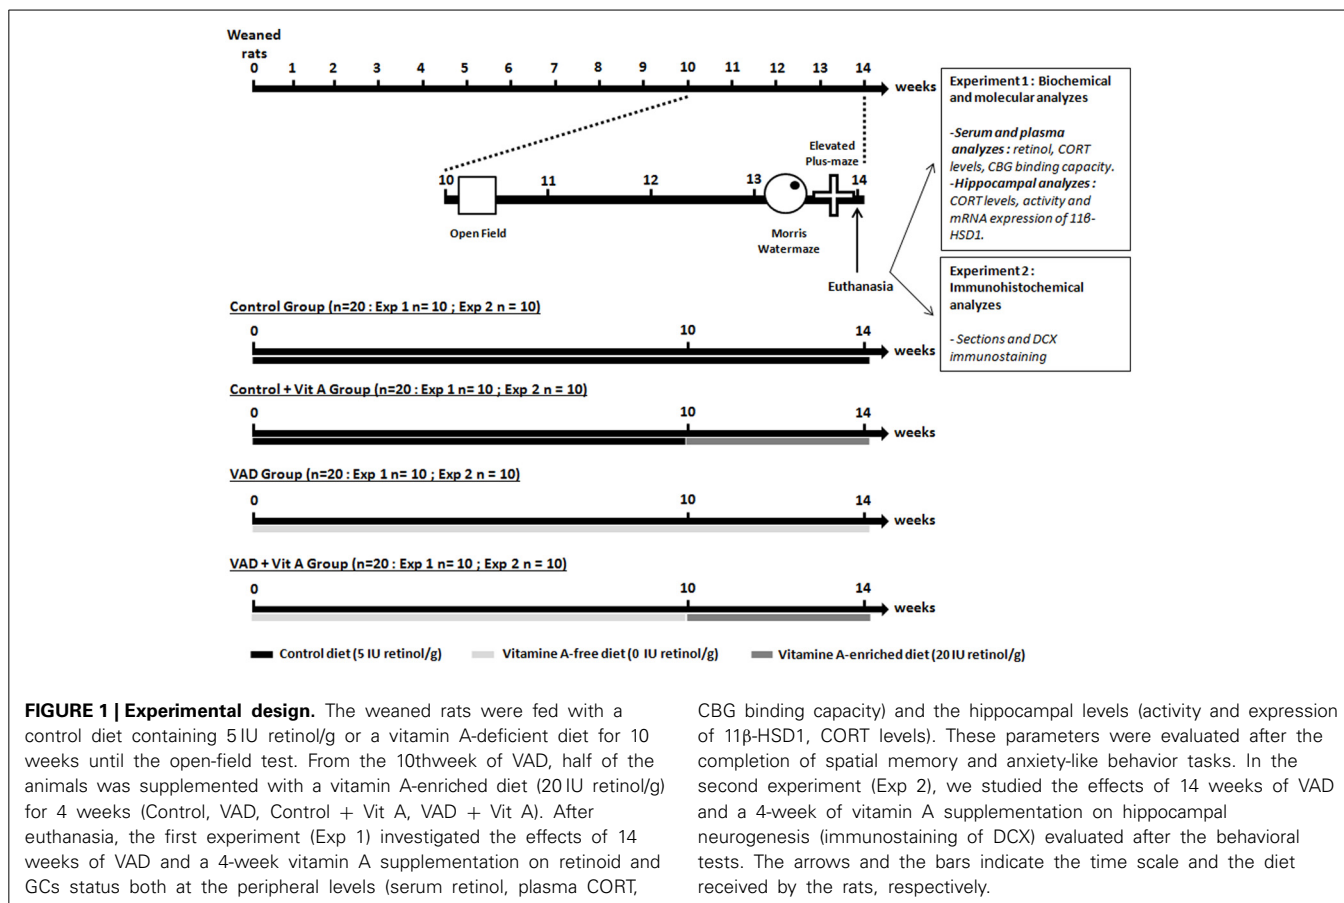 Weaned
rats
0 1 2 3 4 5 6 7 8 9 10 11 12 13 14
weeks
Elevated
Plus-maze
10 11 12 13 14
Open Field
Morris
Watermaze
Euthanasia
Experiment 1 : Biochemical
and molecular analyzes
-Serum and plasma
analyzes : retinol, CORT
levels, CBG binding capacity.
-Hippocampal analyzes :
CORT levels, activity and
mRNA expression of 11β-
HSD1.
Experiment 2 :
Immunohistochemical
analyzes
- Sections and DCX
immunostaining
Control Group (n=20 : Exp 1 n= 10 ; Exp 2 n = 10)
0 10 14
weeks
Control + Vit A Group (n=20 : Exp 1 n= 10 ; Exp 2 n = 10)
0 10 14
weeks
VAD Group (n=20 : Exp 1 n= 10 ; Exp 2 n = 10)
0 10 14
weeks
VAD + Vit A Group (n=20 : Exp 1 n= 10 ; Exp 2 n = 10)
0 10 14
weeks
Control diet (5 IU retinol/g) Vitamine A-free diet (0 IU retinol/g) Vitamine A-enriched diet (20 IU retinol/g)
FIGURE 1 | Experimental design. The weaned rats were fed with a
control diet containing 5 IU retinol/g or a vitamin A-deficient diet for 10
weeks until the open-field test. From the 10thweek of VAD, half of the
animals was supplemented with a vitamin A-enriched diet (20 IU retinol/g)
for 4 weeks (Control, VAD, Control + Vit A, VAD + Vit A). After
euthanasia, the first experiment (Exp 1) investigated the effects of 14
weeks of VAD and a 4-week vitamin A supplementation on retinoid and
GCs status both at the peripheral levels (serum retinol, plasma CORT,
CBG binding capacity) and the hippocampal levels (activity and expression
of 11β-HSD1, CORT levels). These parameters were evaluated after the
completion of spatial memory and anxiety-like behavior tasks. In the
second experiment (Exp 2), we studied the effects of 14 weeks of VAD
and a 4-week of vitamin A supplementation on hippocampal
neurogenesis (immunostaining of DCX) evaluated after the behavioral
tests. The arrows and the bars indicate the time scale and the diet
received by the rats, respectively.